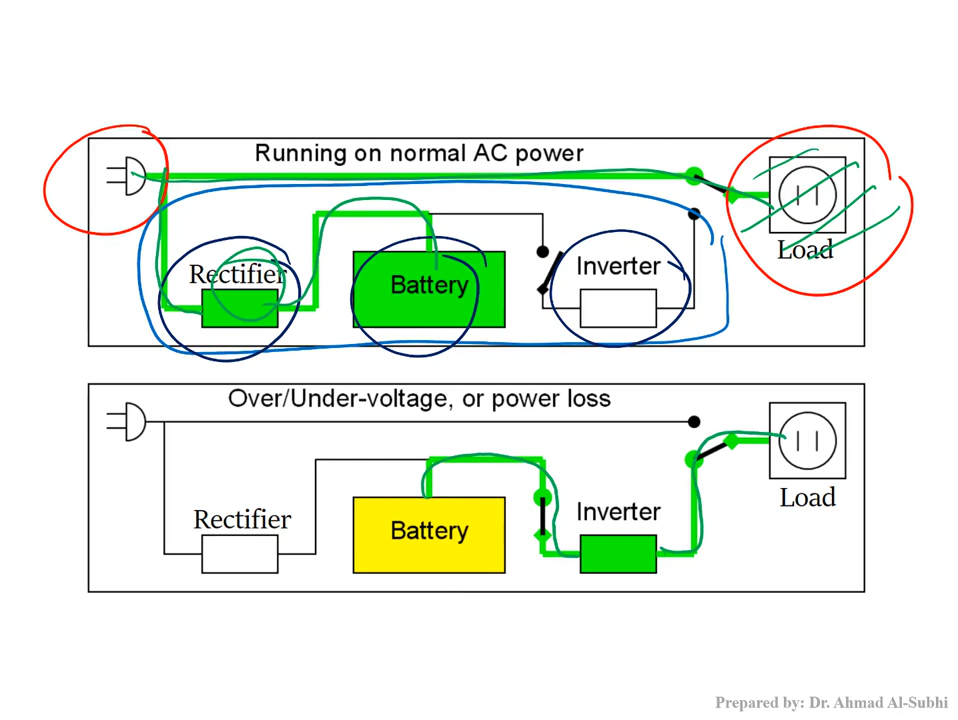 Running on normal AC power
Rectifier
Battery
Inverter
Load
Over/Under-voltage, or power loss
Rectifier
Battery
Inverter
Load
Prepared by: Dr. Ahmad Al-Subhi